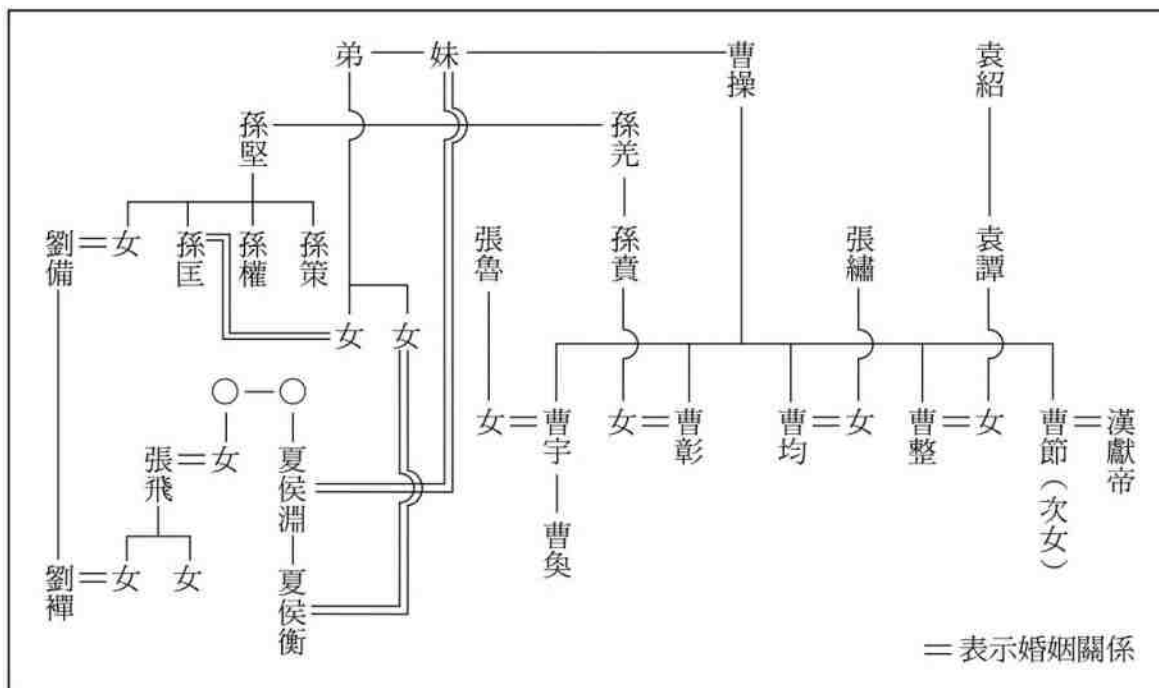 弟
妹
曹操
袁紹
孫堅
孫羌
劉備
女
孫匡
孫權
孫策
張魯
孫賁
張繡
袁譚
女
女
女
曹宇
女
曹彰
曹均
女
曹整
女
曹節（次女）
漢獻帝
張飛
女
夏侯淵
曹奐
劉禪
女
女
夏侯衡
＝表示婚姻關係